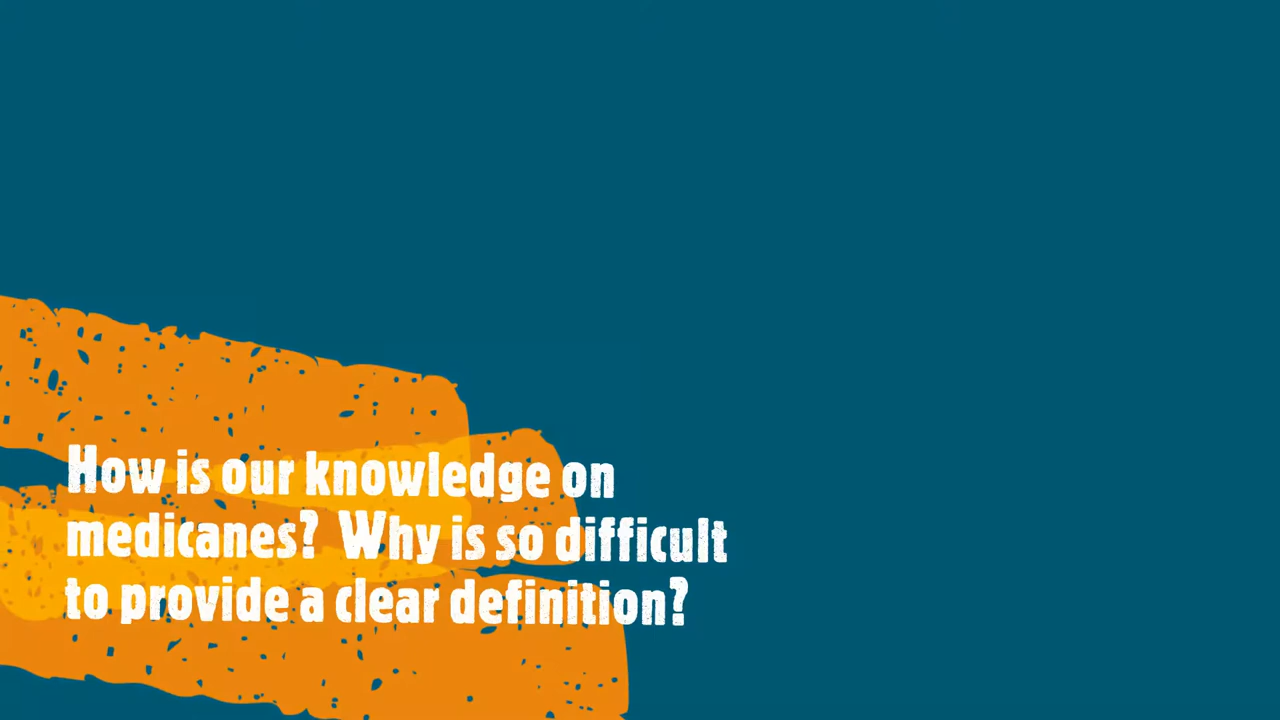 How is our knowledge on
medicanes? Why is so difficult
to provide a clear definition?